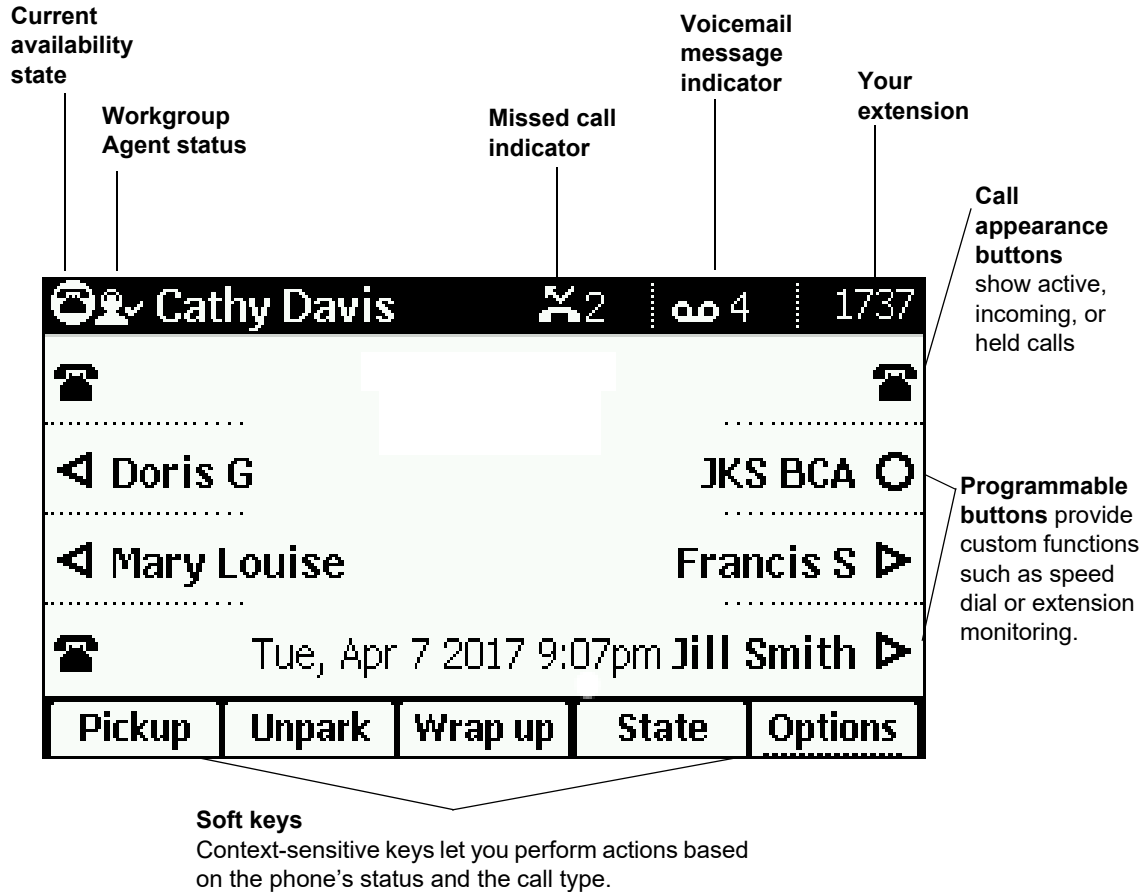 Current
availability
state
Workgroup
Agent status
Missed call
indicator
Voicemail
message
indicator
Your
extension
Call
appearance
buttons
show active,
incoming, or
held calls
Cathy Davis 2 4 1737
Doris G JKS BCA
Mary Louise Francis S
Tue, Apr 7 2017 9:07pm Jill Smith
Pickup Unpark Wrap up State Options
Programmable
buttons provide
custom functions
such as speed
dial or extension
monitoring.
Soft keys
Context-sensitive keys let you perform actions based
on the phone's status and the call type.